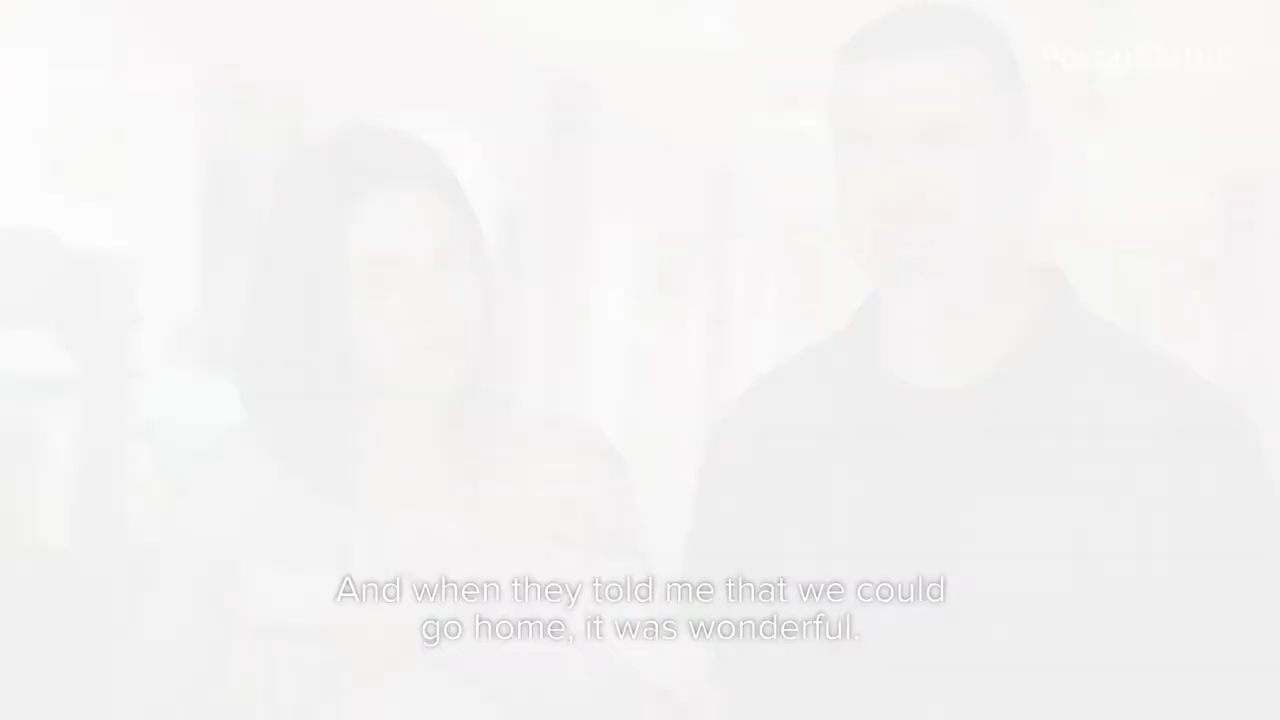 And when they told me that we could
go home, it was wonderful.